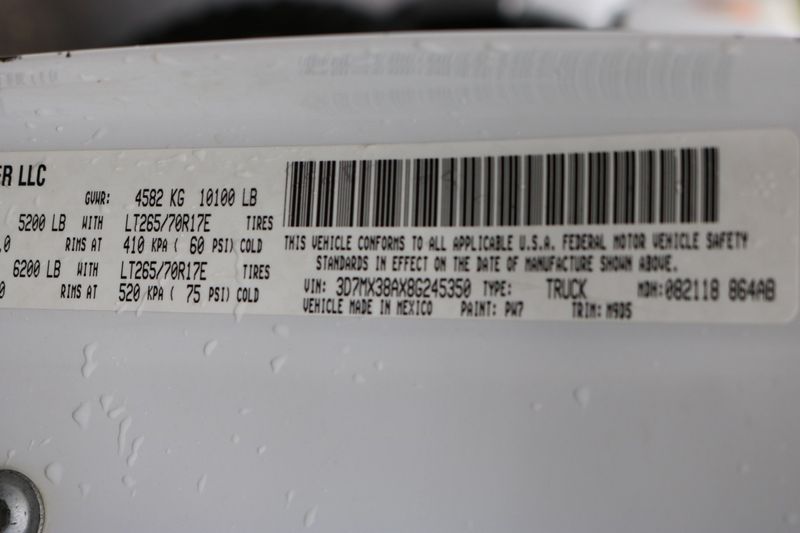 ER LLC
GVWR: 4582 KG 10100 LB
5200 LB WITH LT265/70R17E TIRES
.0 RIMS AT 410 KPA ( 60 PSI) COLD
6200 LB WITH LT265/70R17E TIRES
0 RIMS AT 520 KPA ( 75 PSI) COLD
THIS VEHICLE CONFORMS TO ALL APPLICABLE U.S.A. FEDERAL MOTOR VEHICLE SAFETY
STANDARDS IN EFFECT ON THE DATE OF MANUFACTURE SHOWN ABOVE.
VIN: 3D7MX38AX8G245350 TYPE: TRUCK MDH: 082118 864AB
VEHICLE MADE IN MEXICO PAINT: PW7 TRIM: M9D5